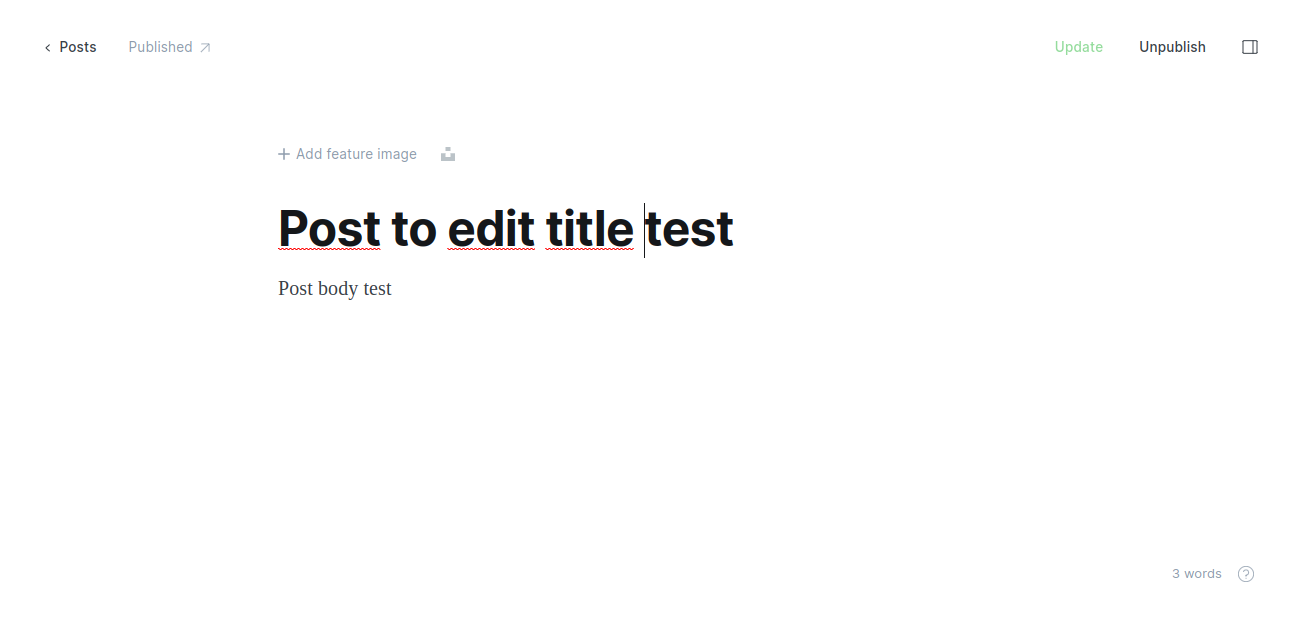 Posts Published Update Unpublish
Add feature image
Post to edit title test
Post body test
3 words